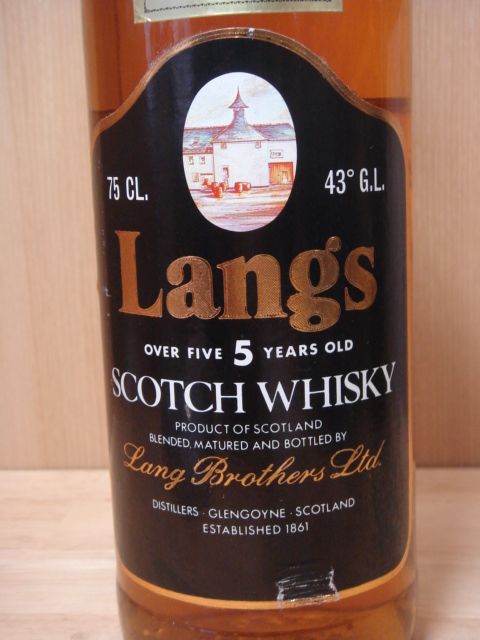 75 CL.
43° G.L.
Langs
OVER FIVE 5 YEARS OLD
SCOTCH WHISKY
PRODUCT OF SCOTLAND
BLENDED, MATURED AND BOTTLED BY
Lang Brothers Ltd.
DISTILLERS · GLENGOYNE · SCOTLAND
ESTABLISHED 1861